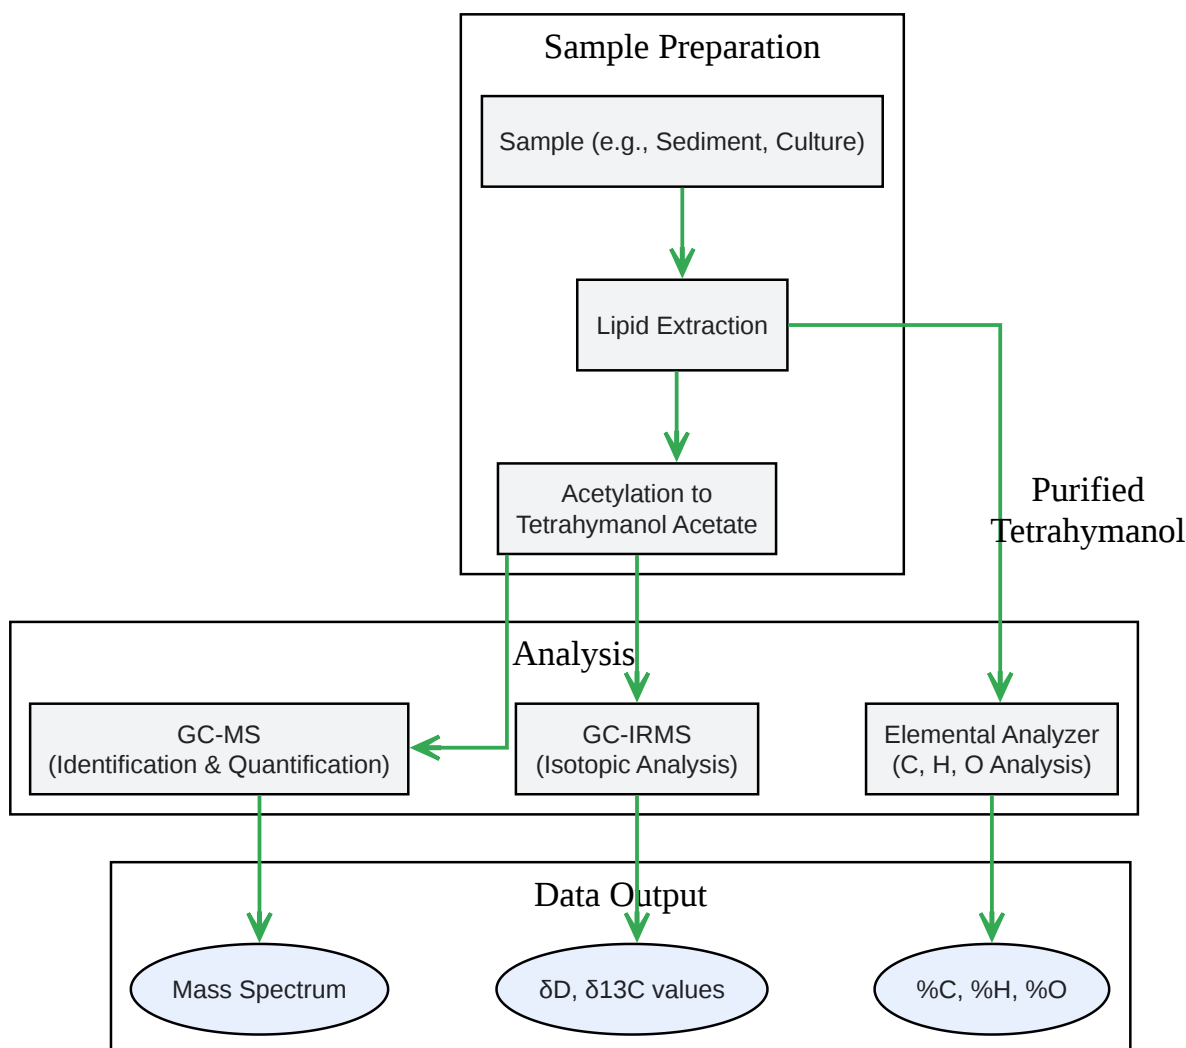 Sample Preparation
Sample (e.g., Sediment, Culture)
Lipid Extraction
Acetylation to
Tetrahymanol Acetate
Purified
Tetrahymanol
Analysis
GC-MS
(Identification & Quantification)
GC-IRMS
(Isotopic Analysis)
Elemental Analyzer
(C, H, O Analysis)
Data Output
Mass Spectrum
δD, δ13C values
%C, %H, %O